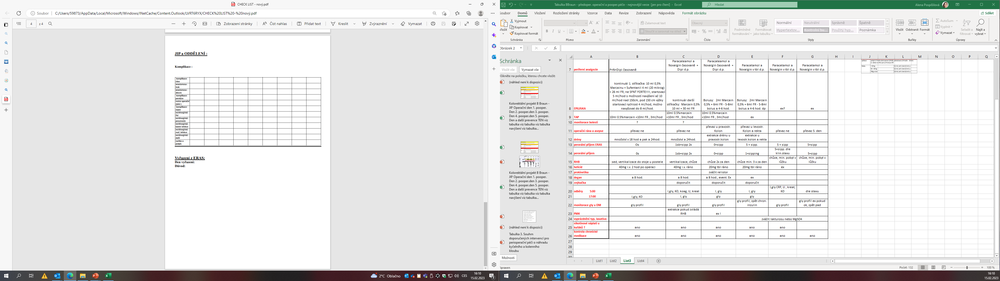 CHECK LIST - nový.pdf
Soubor
C:/Users/59873/AppData/Local/Microsoft/Windows/INetCache/Content.Outlook/LVRT6RYX/CHECK%20LIST%20-%20nový.pdf
4 z 4
Zobrazení stránky
Číst nahlas
Přidat text
Kreslit
Zvýraznění
Vymazat
JIP a ODDĚLENÍ :
Komplikace :
komplikace: rána
anastomosa - leak
anastomosa - absces
komplikace: paralýza
revize operační (jaká )
komplikace: sepse
nechirurgická - fisi
nechirurgická - pneumonie
nechirurgická - katetr infekce
nechirurgická - moč. infekce
nechirurgická - další
razítko a podpis
Vyřazení z ERAS:
Den vyřazení:
Důvod:
2°C Oblačno
CES
16:10
15.02.2023
Tabulka BBraun - předoper. operační a pooper.péče - nejnovější verze [jen pro čtení] - Excel
Hledat
Alena Pospíšilová
Soubor Domů Vložení Rozložení stránky Vzorce Data Revize Zobrazení Nápověda Formát obrázku
Sdílet
Vložit
Vyjmout
Kopírovat
Kopírovat formát
Schránka
Písmo
Zalamovat text
Sloučit a zarovnat na střed
Zarovnání
Obecný
Číslo
Podmíněné formátování
Formátovat jako tabulku
Normální Neutrální Správně Špatně
Hypertextov... Kontrolní bu... Použitý hyp... Poznámka
Styly
Vložit Odstranit Formát
Buňky
AutoSum
Vyplnit
Vymazat
Seřadit a filtrovat
Najít a vybrat
Úpravy
Obrázek 2
Schránka
Vložit vše
Vymazat vše
Klikněte na položku, kterou chcete vložit:
(náhled není k dispozici)
Kolorektální projekt B Braun -
JIP Operační den 1. pooper.
Den 2. pooper.den 3. pooper.
Den 4. pooper.den 5. pooper.
Den a další prevence TEN viz
tabulka viz tabulka viz tabulka
navýšení viz tabulka...
Kolorektální projekt B Braun -
JIP Operační den 1. pooper.
Den 2. pooper.den 3. pooper.
Den 4. pooper.den 5. pooper.
Den a další prevence TEN viz
tabulka viz tabulka viz tabulka
navýšení viz tabulka...
(náhled není k dispozici)
Tabulka 3. Souhrn
doporučených intervencí pro
perioperační péči o náhradu
kyčelního a kolenního
kloubu
Možnosti
A B C D E F G H I J K L M N O P Q
7 periferní analgezie P+N+Dipi časovaně Paracateamol a Novalgin časovaně + Dipi d.p. Paracateamol a Novalgin časovaně + Dipi d.p. Paracetamol a Novalgin v tbl d.p. Paracetamol a Novalgin v tbl d.p. Paracetamol a Novalgin v tbl d.p.
8 EPI/LINKA kontinuál 1. stříkačka: 10 ml 0,5% Marcainu + Sufentanil 4 ml (20 mikrog) + 26 ml FR, ne SFNT FORTE!!!!, startovací 5 ml/hod s možností navýšení až 10 ml/hod nad 150cm, pod 150 cm výšky startovací rychlost 4 ml/hod, možno navyšovat do 8 ml/hod. kontinuál další stříkačky: Marcain 0,5% 10 ml + 30 ml FR Bolusy: 2ml Marcain 0,5% + 6ml FR - 5-8ml bolus a 4-6 hod. Bolusy: 2ml Marcain 0,5% + 6ml FR - 5-8ml bolus a 4-6 hod. dp ex? ex
9 TAP 10ml 0.5%marcain +10ml FR , 3ml/hod 10ml 0.5%marcain +10ml FR , 3ml/hod 10ml 0.5%marcain +10ml FR , 3ml/hod ex
10 monitorace bolesti ? ?
11 operační rána a asepse převaz ne převaz ne převaz u pravostr. Kolon převaz u levostr. Kolon a rekta převaz ne převaz 5. den
12 drény množství v 18 hod a pak a 24hod. množství a 24hod. extrakce drénu u pravostr.kolon extrakce u levostr.kolon a rekta
13 perorální příjem ERAS Os 1sb+sipp 2x 0+sipp 5 + sipp. 5 + sipp 5+sipp
14 perorální příjem 0s 1sb+sipp 2x 0+sipp 1+sipping 5+sipp. dle klin.stavu 5+sipp
15 RHB sed, vertikalizace do stoje u postele vertikalizace, chůze chůze 2x za den chůze min. 3 x za den chůze, min. pobyt v lůžku chůze, min. pobyt v lůžku
16 helicid 40mg i.v. 2 hod po operaci 40mg i.v. ráno 20mg tbl ráno 20mg tbl ráno ex
17 prokinetika zvážit relistor
18 degan a 8 hod. a 8 hod. a 8 hod., event. Ex ex
19 zvýkačka doporučit doporučit doporučit
20 odběry 5:00 I,gly, KO, koag, U, kreat I, gly I, gly I,gly CRP, U , kreat, KO dle stavu
21 17:00 I,gly, KO I, gly gly gly
22 monitorace gly u DM gly profil gly profil gly profil gly profil, zpět chron. inzulin gly profil gly profil ex pokud ok, zpět pad
23 PMK extrakce pokud zvládá RHB ex !
24 vyprázdnění typ. laxativa zvážit laktulosu nebo MgSO4
25 nikotinové náplati u kuřáků ? ano ano ano ano ano
26 kontrola chronické medikace ano ano ano ano ano ano
27
28
29
30
List1 List2 List3 List4
Počet: 132
100 %
16:10
15.02.2023